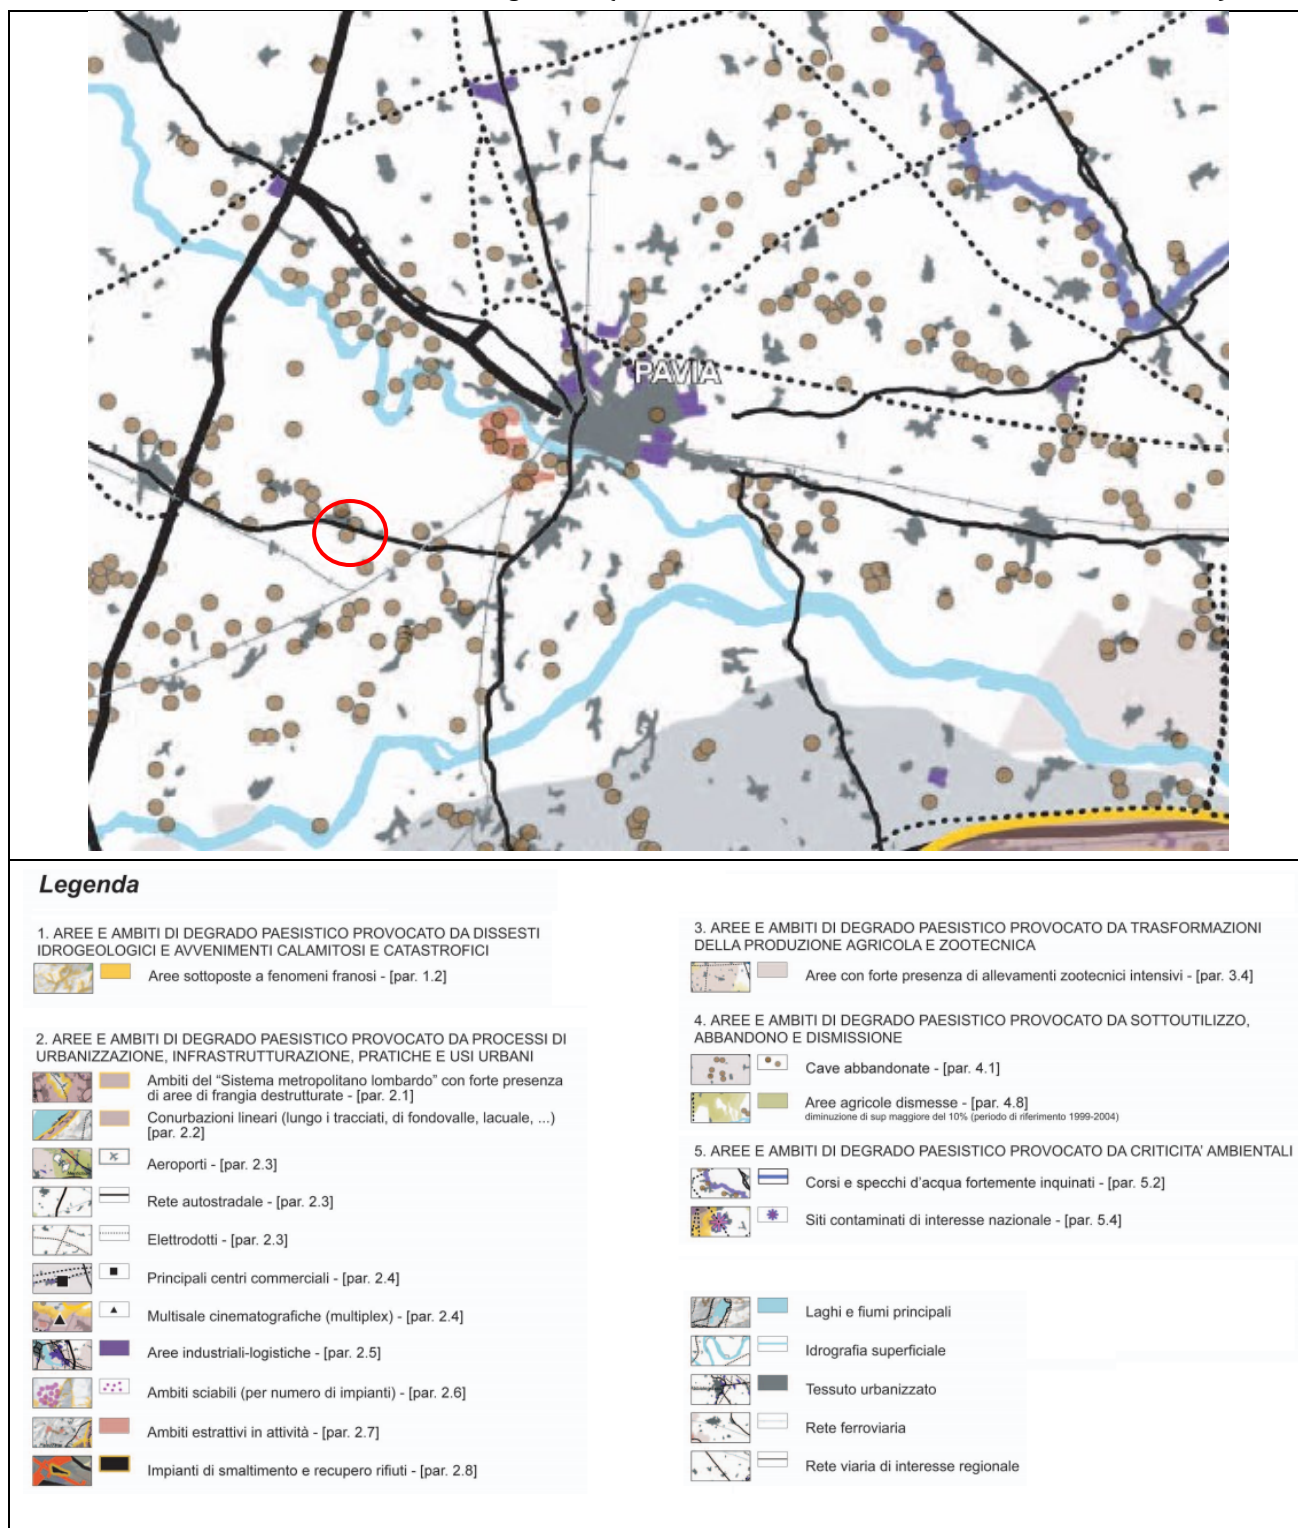 PAVIA
Legenda
1. AREE E AMBITI DI DEGRADO PAESISTICO PROVOCATO DA DISSESTI
IDROGEOLOGICI E AVVENIMENTI CALAMITOSI E CATASTROFICI
Aree sottoposte a fenomeni franosi - [par. 1.2]
2. AREE E AMBITI DI DEGRADO PAESISTICO PROVOCATO DA PROCESSI DI
URBANIZZAZIONE, INFRASTRUTTURAZIONE, PRATICHE E USI URBANI
Ambiti del "Sistema metropolitano lombardo" con forte presenza
di aree di frangia destrutturate - [par. 2.1]
Conurbazioni lineari (lungo i tracciati, di fondovalle, lacuale, ...)
[par. 2.2]
Aeroporti - [par. 2.3]
Rete autostradale - [par. 2.3]
Elettrodotti - [par. 2.3]
Principali centri commerciali - [par. 2.4]
Multisale cinematografiche (multiplex) - [par. 2.4]
Aree industriali-logistiche - [par. 2.5]
Ambiti sciabili (per numero di impianti) - [par. 2.6]
Ambiti estrattivi in attività - [par. 2.7]
Impianti di smaltimento e recupero rifiuti - [par. 2.8]
3. AREE E AMBITI DI DEGRADO PAESISTICO PROVOCATO DA TRASFORMAZIONI
DELLA PRODUZIONE AGRICOLA E ZOOTECNICA
Aree con forte presenza di allevamenti zootecnici intensivi - [par. 3.4]
4. AREE E AMBITI DI DEGRADO PAESISTICO PROVOCATO DA SOTTOUTILIZZO,
ABBANDONO E DISMISSIONE
Cave abbandonate - [par. 4.1]
Aree agricole dismesse - [par. 4.8]
diminuzione di sup maggiore del 10% (periodo di riferimento 1999-2004)
5. AREE E AMBITI DI DEGRADO PAESISTICO PROVOCATO DA CRITICITA' AMBIENTALI
Corsi e specchi d'acqua fortemente inquinati - [par. 5.2]
Siti contaminati di interesse nazionale - [par. 5.4]
Laghi e fiumi principali
Idrografia superficiale
Tessuto urbanizzato
Rete ferroviaria
Rete viaria di interesse regionale